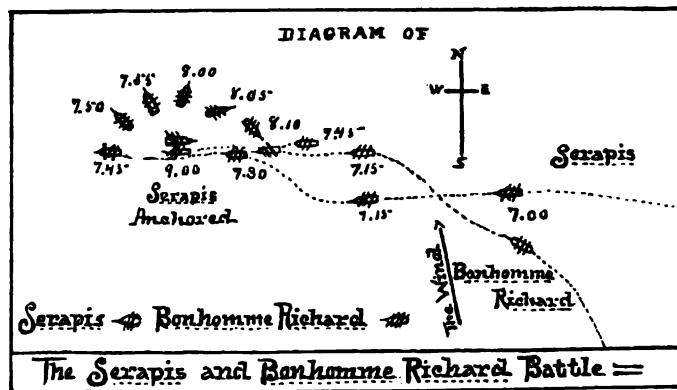 DIAGRAM OF
N
W E
S
7.50 7.55 8.00 8.05 8.10 7.45
7.45 9.00 7.30 7.15
Serapis
Anchored
Serapis
7.15 7.00
The Wind
Bonhomme
Richard
Serapis Bonhomme Richard
The Serapis and Bonhomme Richard Battle